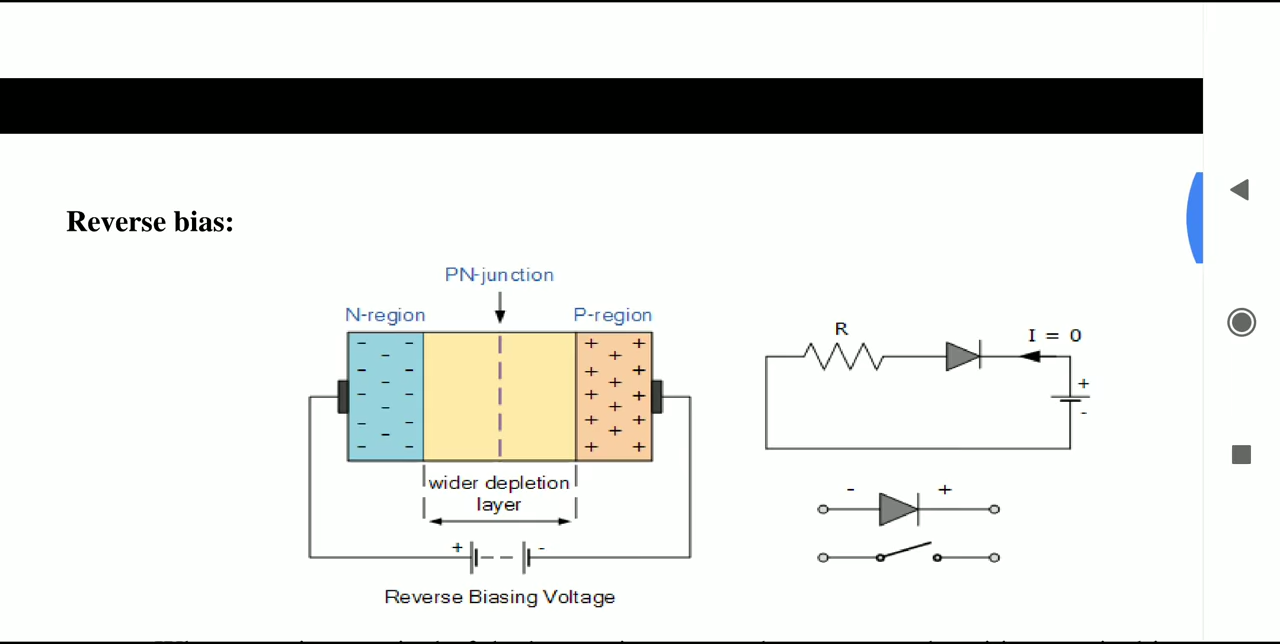 Reverse bias:
PN-junction
N-region
P-region
wider depletion
layer
+
-
Reverse Biasing Voltage
R
I = 0
+
-
-
+